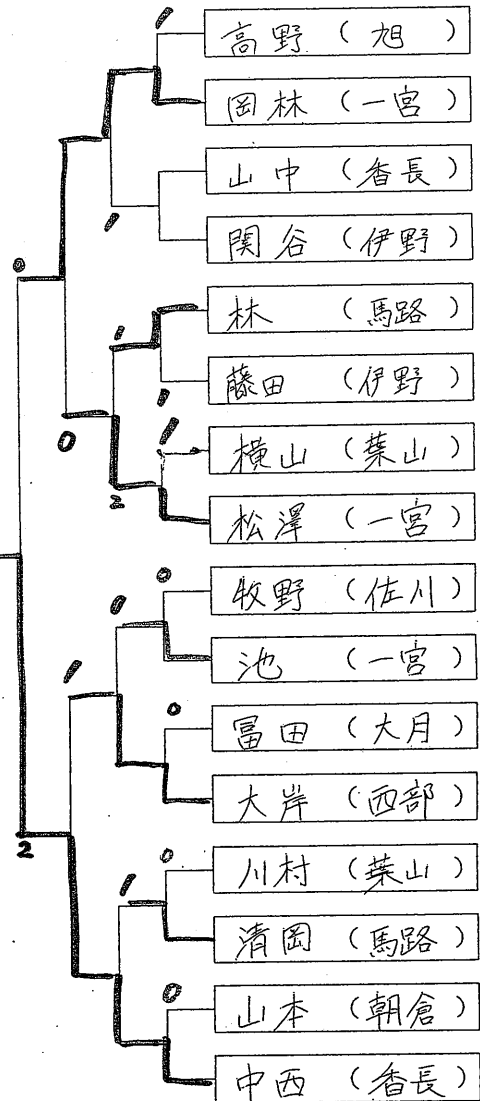 高野 (旭)
岡林 (一宮)
山中 (香長)
関谷 (伊野)
林 (馬路)
藤田 (伊野)
横山 (葉山)
松澤 (一宮)
牧野 (佐川)
池 (一宮)
冨田 (大月)
大岸 (西部)
川村 (葉山)
清岡 (馬路)
山本 (朝倉)
中西 (香長)